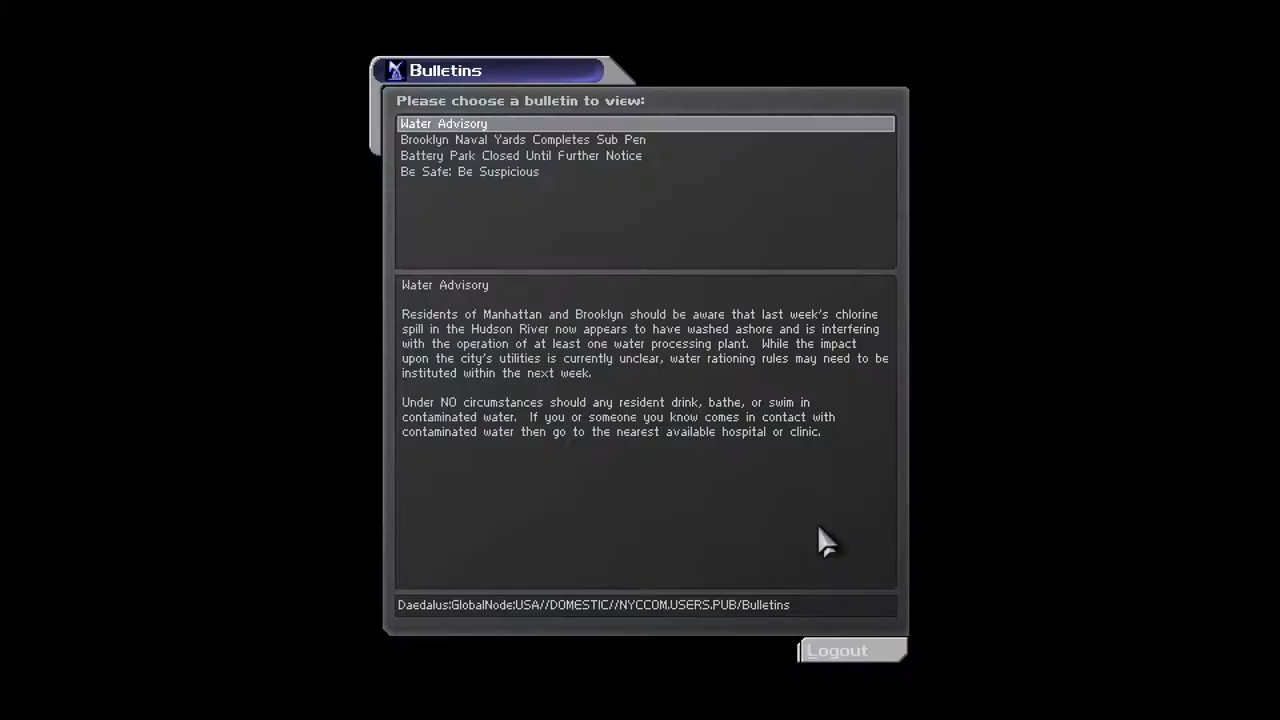 Bulletins
Please choose a bulletin to view:
Water Advisory
Brooklyn Naval Yards Completes Sub Pen
Battery Park Closed Until Further Notice
Be Safe: Be Suspicious
Water Advisory
Residents of Manhattan and Brooklyn should be aware that last week's chlorine
spill in the Hudson River now appears to have washed ashore and is interfering
with the operation of at least one water processing plant.  While the impact
upon the city's utilities is currently unclear, water rationing rules may need to be
instituted within the next week.
Under NO circumstances should any resident drink, bathe, or swim in
contaminated water.  If you or someone you know comes in contact with
contaminated water then go to the nearest available hospital or clinic.
Daedalus:GlobalNode:USA//DOMESTIC//NYCCOM.USERS.PUB/Bulletins
Logout